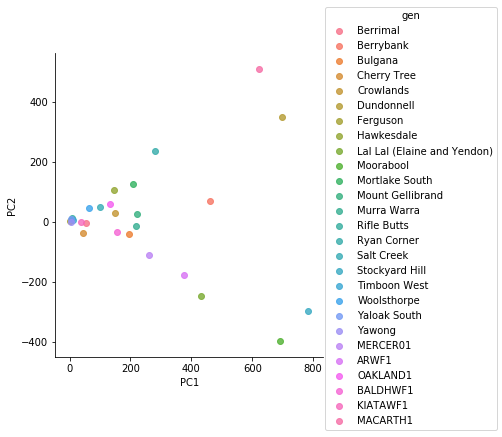 gen
Berrimal
Berrybank
Bulgana
Cherry Tree
Crowlands
Dundonnell
Ferguson
Hawkesdale
Lal Lal (Elaine and Yendon)
Moorabool
Mortlake South
Mount Gellibrand
Murra Warra
Rifle Butts
Ryan Corner
Salt Creek
Stockyard Hill
Timboon West
Woolsthorpe
Yaloak South
Yawong
MERCER01
ARWF1
OAKLAND1
BALDHWF1
KIATAWF1
MACARTH1
PC2
400
200
0
−200
−400
0 200 400 600 800
PC1